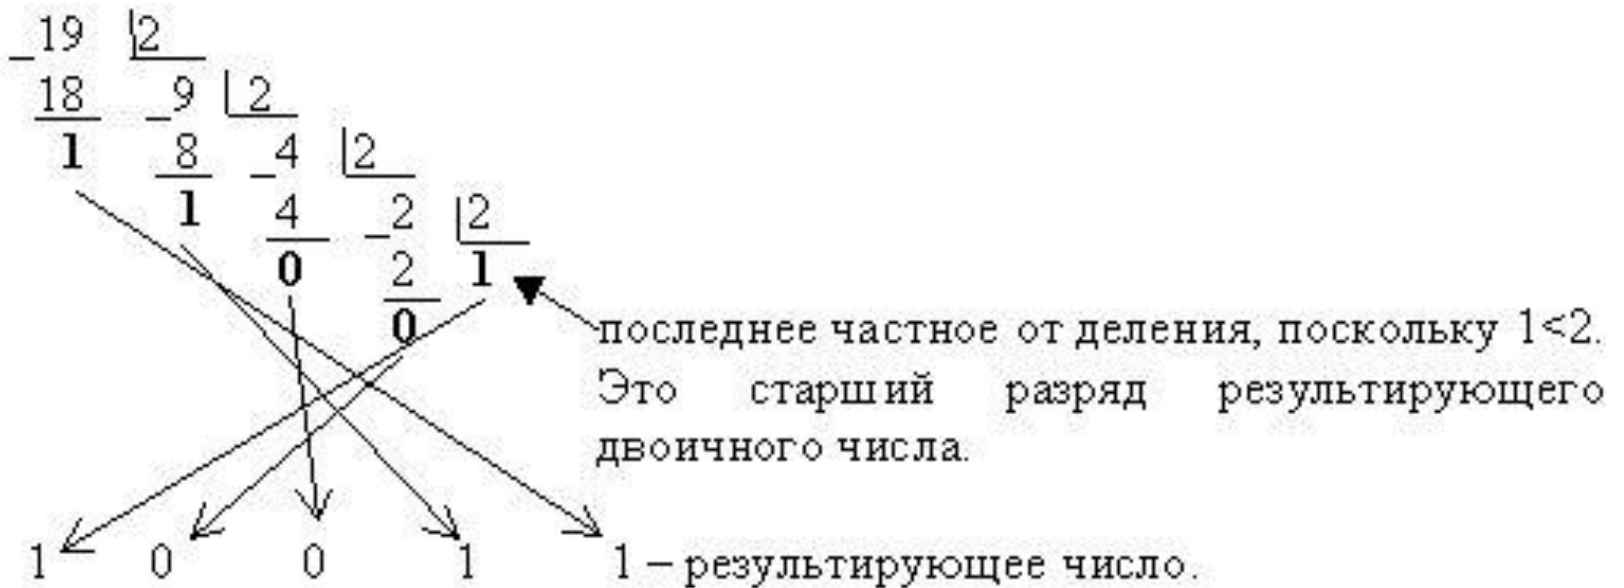 19 2
18 9 2
1 8 4 2
1 4 2 2
0 2 1
0
последнее частное от деления, поскольку 1<2.
Это старший разряд результирующего
двоичного числа.
1 0 0 1 1 – результирующее число.